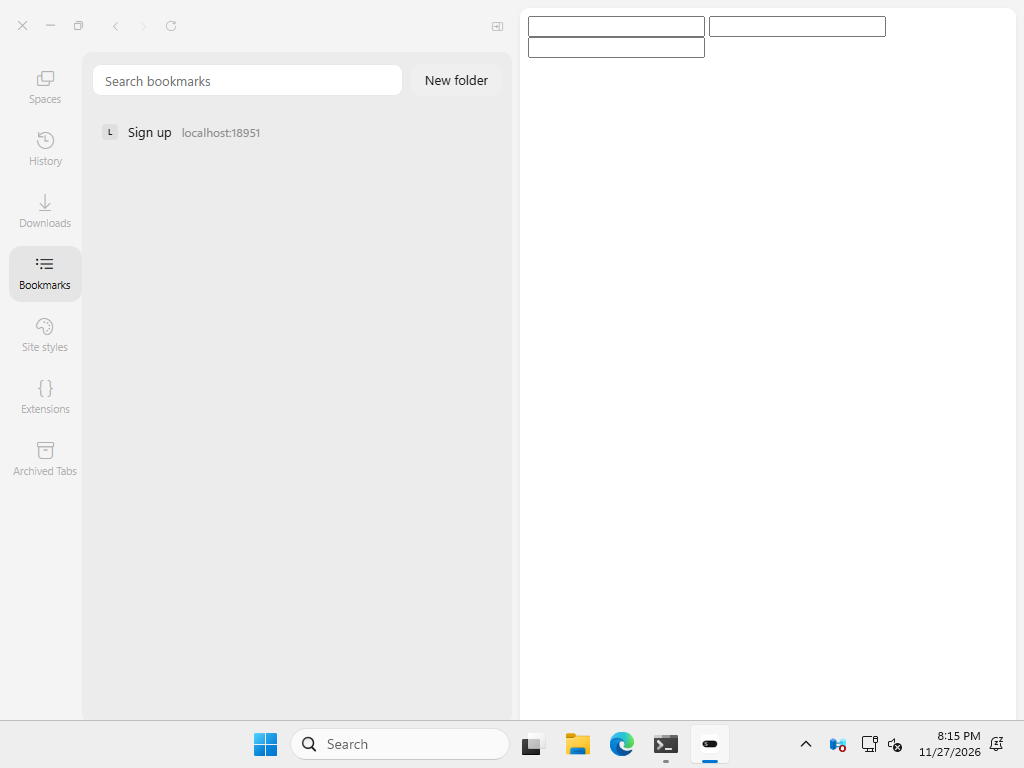 Search bookmarks
New folder
Spaces
L Sign up localhost:18951
History
Downloads
Bookmarks
Site styles
Extensions
Archived Tabs
Search
8:15 PM
11/27/2026